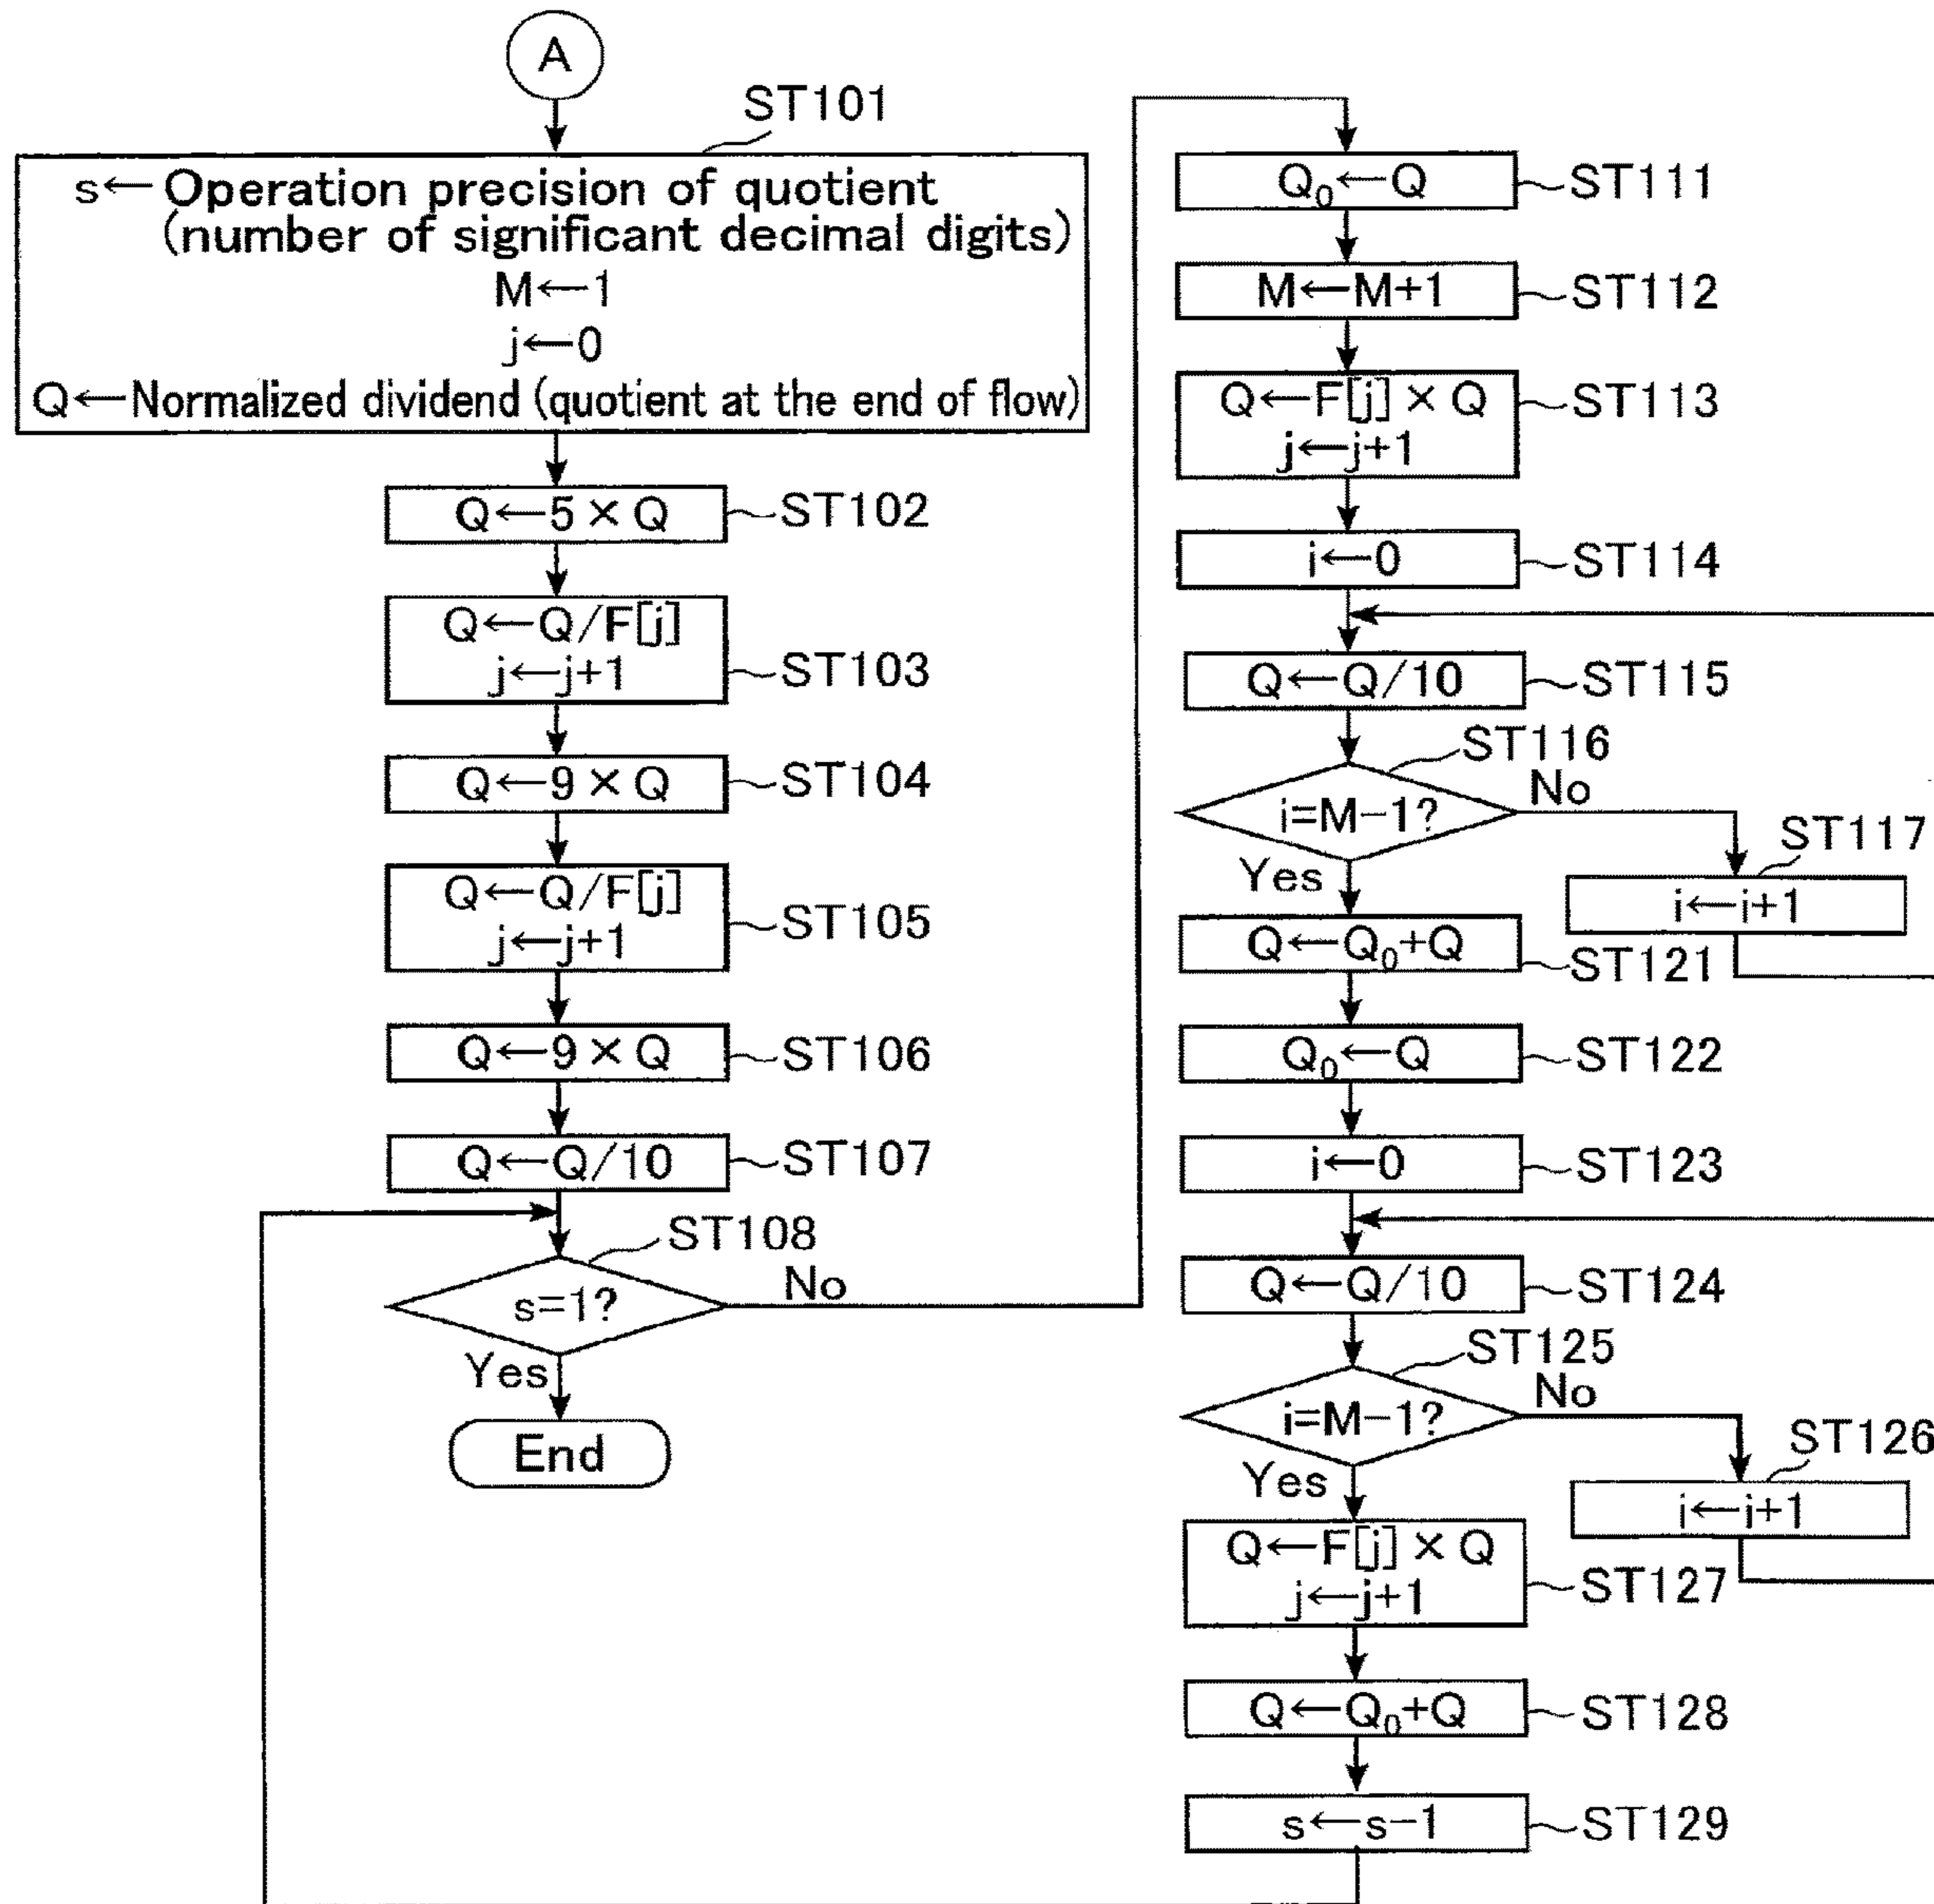 A
ST101
s←Operation precision of quotient
(number of significant decimal digits)
M←1
j←0
Q←Normalized dividend (quotient at the end of flow)
Q←5×Q
ST102
Q←Q/F[j]
j←j+1
ST103
Q←9×Q
ST104
Q←Q/F[j]
j←j+1
ST105
Q←9×Q
ST106
Q←Q/10
ST107
ST108
s=1?
No
Yes
End
Q₀←Q
ST111
M←M+1
ST112
Q←F[j]×Q
j←j+1
ST113
i←0
ST114
Q←Q/10
ST115
ST116
i=M-1?
No
Yes
ST117
i←i+1
Q←Q₀+Q
ST121
Q₀←Q
ST122
i←0
ST123
Q←Q/10
ST124
ST125
i=M-1?
No
Yes
ST126
i←i+1
Q←F[j]×Q
j←j+1
ST127
Q←Q₀+Q
ST128
s←s-1
ST129